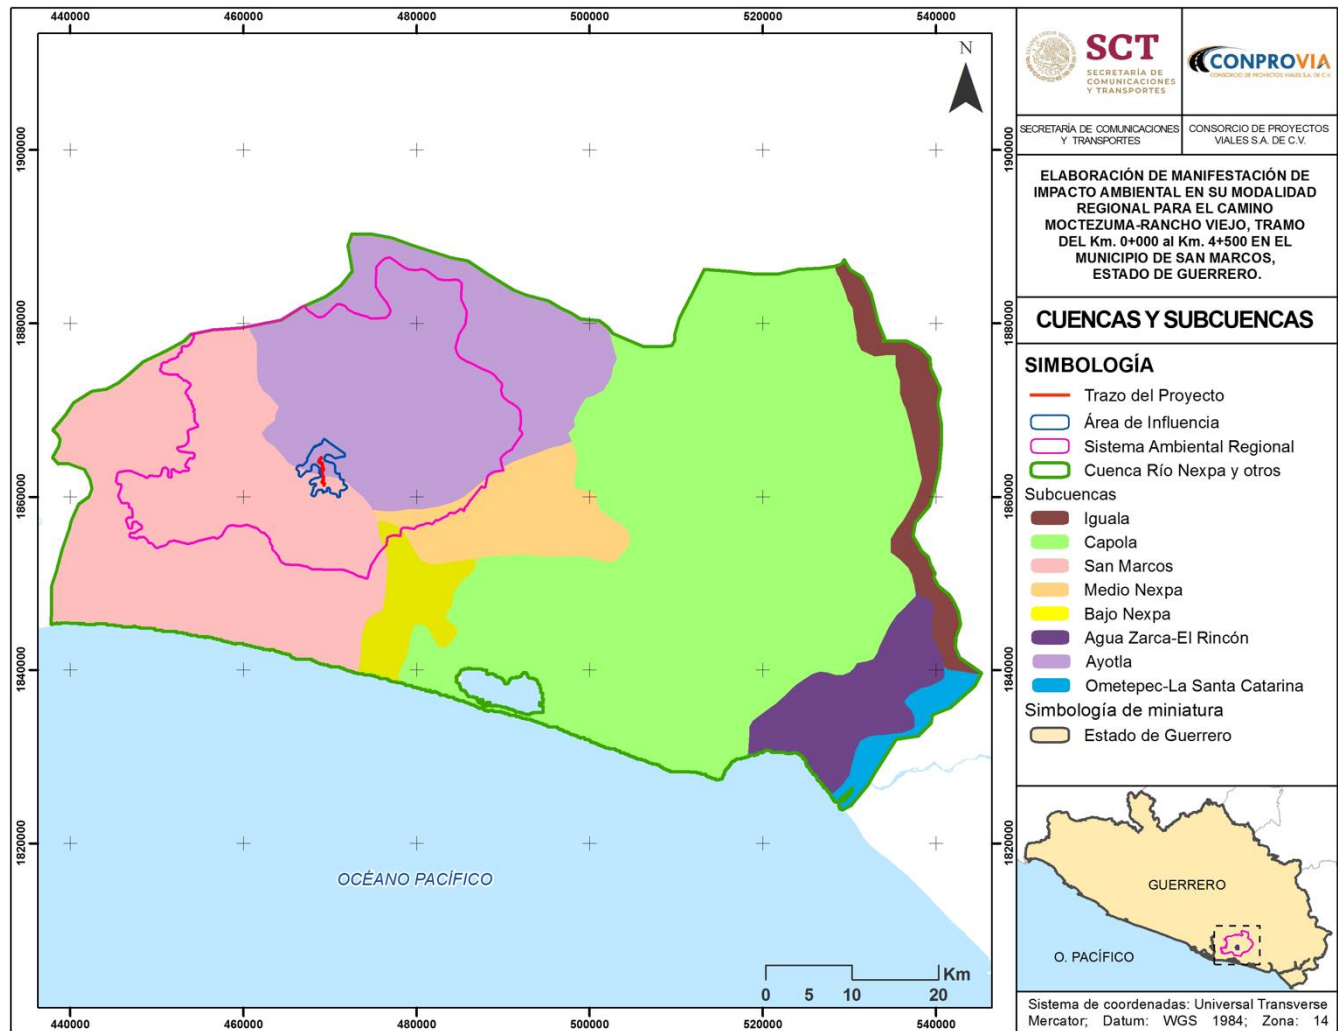 440000 460000 480000 500000 520000 540000
1900000
1880000
1860000
1840000
1820000
N
OCÉANO PACÍFICO
Km
0 5 10 20
1900000
1880000
1860000
1840000
1820000
440000 460000 480000 500000 520000 540000
SCT
SECRETARÍA DE
COMUNICACIONES
Y TRANSPORTES
CONPROVIA
CONSORCIO DE PROYECTOS VIALES S.A. DE C.V.
SECRETARÍA DE COMUNICACIONES
Y TRANSPORTES
CONSORCIO DE PROYECTOS
VIALES S.A. DE C.V.
ELABORACIÓN DE MANIFESTACIÓN DE
IMPACTO AMBIENTAL EN SU MODALIDAD
REGIONAL PARA EL CAMINO
MOCTEZUMA-RANCHO VIEJO, TRAMO
DEL Km. 0+000 al Km. 4+500 EN EL
MUNICIPIO DE SAN MARCOS,
ESTADO DE GUERRERO.
CUENCAS Y SUBCUENCAS
SIMBOLOGÍA
Trazo del Proyecto
Área de Influencia
Sistema Ambiental Regional
Cuenca Río Nexpa y otros
Subcuencas
Iguala
Capola
San Marcos
Medio Nexpa
Bajo Nexpa
Agua Zarca-El Rincón
Ayotla
Ometepec-La Santa Catarina
Simbología de miniatura
Estado de Guerrero
GUERRERO
O. PACÍFICO
Sistema de coordenadas: Universal Transverse
Mercator; Datum: WGS 1984; Zona: 14